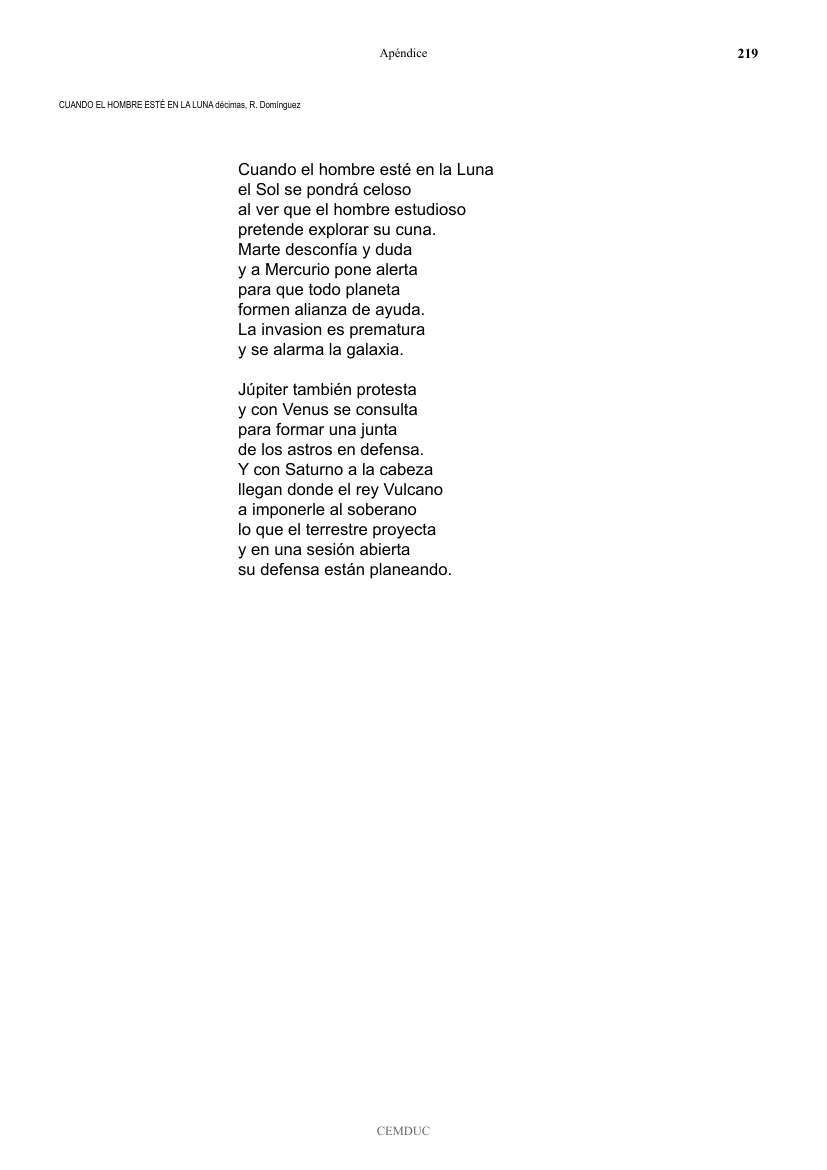 Apéndice
219
CUANDO EL HOMBRE ESTÉ EN LA LUNA décimas, R. Domínguez
Cuando el hombre esté en la Luna
el Sol se pondrá celoso
al ver que el hombre estudioso
pretende explorar su cuna.
Marte desconfía y duda
y a Mercurio pone alerta
para que todo planeta
formen alianza de ayuda.
La invasion es prematura
y se alarma la galaxia.
Júpiter también protesta
y con Venus se consulta
para formar una junta
de los astros en defensa.
Y con Saturno a la cabeza
llegan donde el rey Vulcano
a imponerle al soberano
lo que el terrestre proyecta
y en una sesión abierta
su defensa están planeando.
CEMDUC